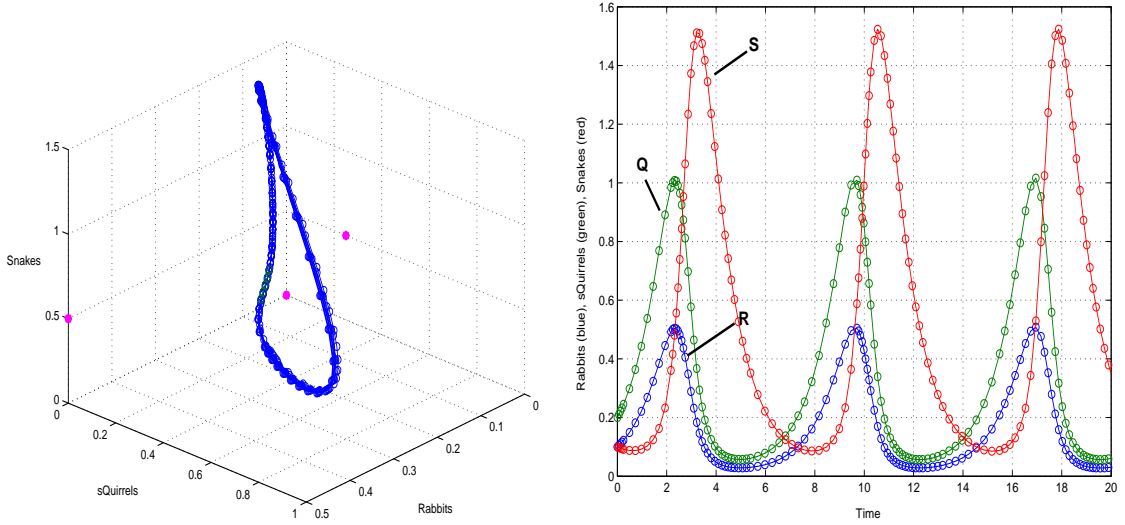 1.5
1
0.5
0
Snakes
0
0.2
0.4
0.6
0.8
1
sQuirrels
0.5
0.4
0.3
0.2
0.1
0
Rabbits
1.6
1.4
1.2
1
0.8
0.6
0.4
0.2
0
Rabbits (blue), sQuirrels (green), Snakes (red)
S
Q
R
0 2 4 6 8 10 12 14 16 18 20
Time